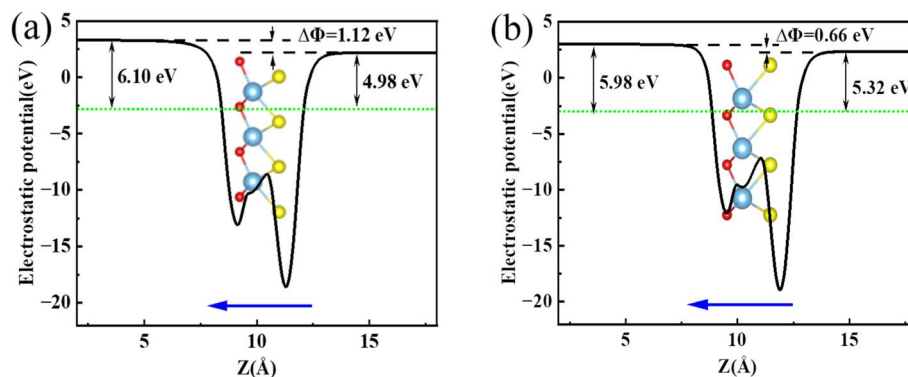 (a)
5
0
−5
−10
−15
−20
Electrostatic potential(eV)
ΔΦ=1.12 eV
6.10 eV
4.98 eV
5
10
15
Z(Å)
(b)
5
0
−5
−10
−15
−20
Electrostatic potential(eV)
ΔΦ=0.66 eV
5.98 eV
5.32 eV
5
10
15
Z(Å)